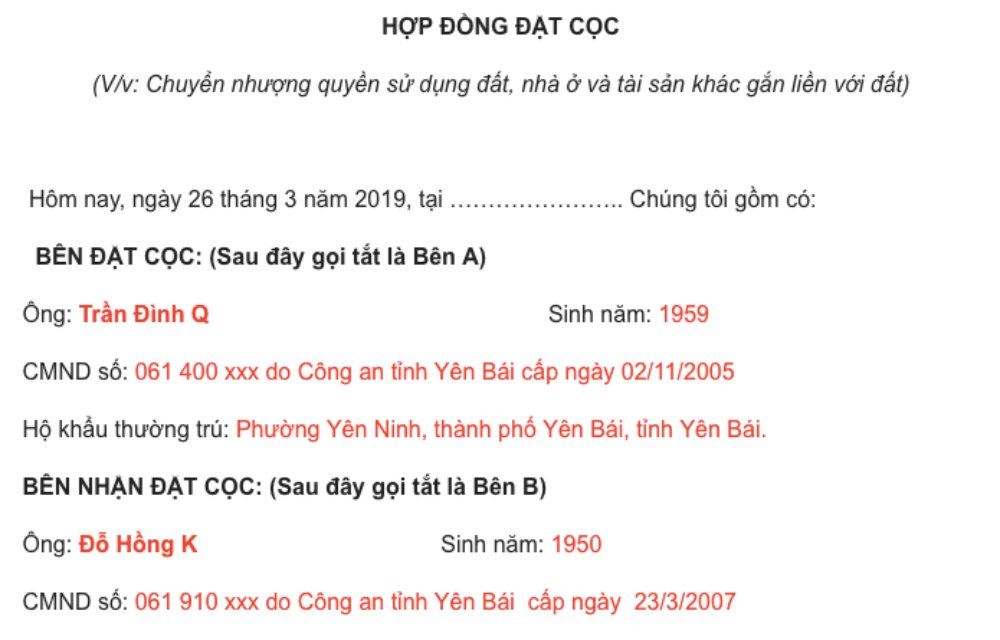 HỢP ĐỒNG ĐẶT CỌC
(V/v: Chuyển nhượng quyền sử dụng đất, nhà ở và tài sản khác gắn liền với đất)
Hôm nay, ngày 26 tháng 3 năm 2019, tại ………………….. Chúng tôi gồm có:
BÊN ĐẶT CỌC: (Sau đây gọi tắt là Bên A)
Ông: Trần Đình Q Sinh năm: 1959
CMND số: 061 400 xxx do Công an tỉnh Yên Bái cấp ngày 02/11/2005
Hộ khẩu thường trú: Phường Yên Ninh, thành phố Yên Bái, tỉnh Yên Bái.
BÊN NHẬN ĐẶT CỌC: (Sau đây gọi tắt là Bên B)
Ông: Đỗ Hồng K Sinh năm: 1950
CMND số: 061 910 xxx do Công an tỉnh Yên Bái cấp ngày 23/3/2007